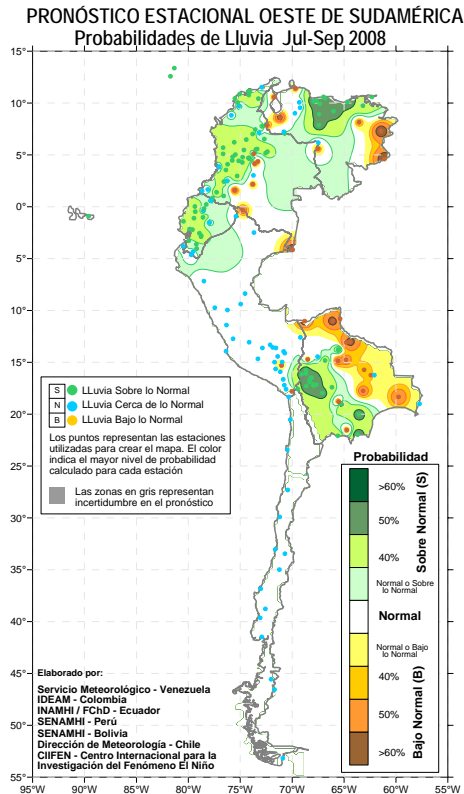 PRONÓSTICO ESTACIONAL OESTE DE SUDAMÉRICA
Probabilidades de Lluvia Jul-Sep 2008
15°
10°
5°
0°
-5°
-10°
-15°
-20°
25°
30°
35°
40°
45°
50°
55°
S LLuvia Sobre lo Normal
N LLuvia Cerca de lo Normal
B LLuvia Bajo lo Normal
Los puntos representan las estaciones
utilizadas para crear el mapa. El color
indica el mayor nivel de probabilidad
calculado para cada estación
Las zonas en gris representan
incertidumbre en el pronóstico
Probabilidad
>60%
50%
40%
Normal o Sobre
lo Normal
Sobre Normal (S)
Normal
Normal o Bajo
lo Normal
40%
50%
>60%
Bajo Normal (B)
Elaborado por:
Servicio Meteorológico - Venezuela
IDEAM - Colombia
INAMHI / FChD - Ecuador
SENAMHI - Perú
SENAMHI - Bolivia
Dirección de Meteorología - Chile
CIIFEN - Centro Internacional para la
Investigación del Fenómeno El Niño
95°W 90°W 85°W 80°W 75°W 70°W 65°W 60°W 55°W